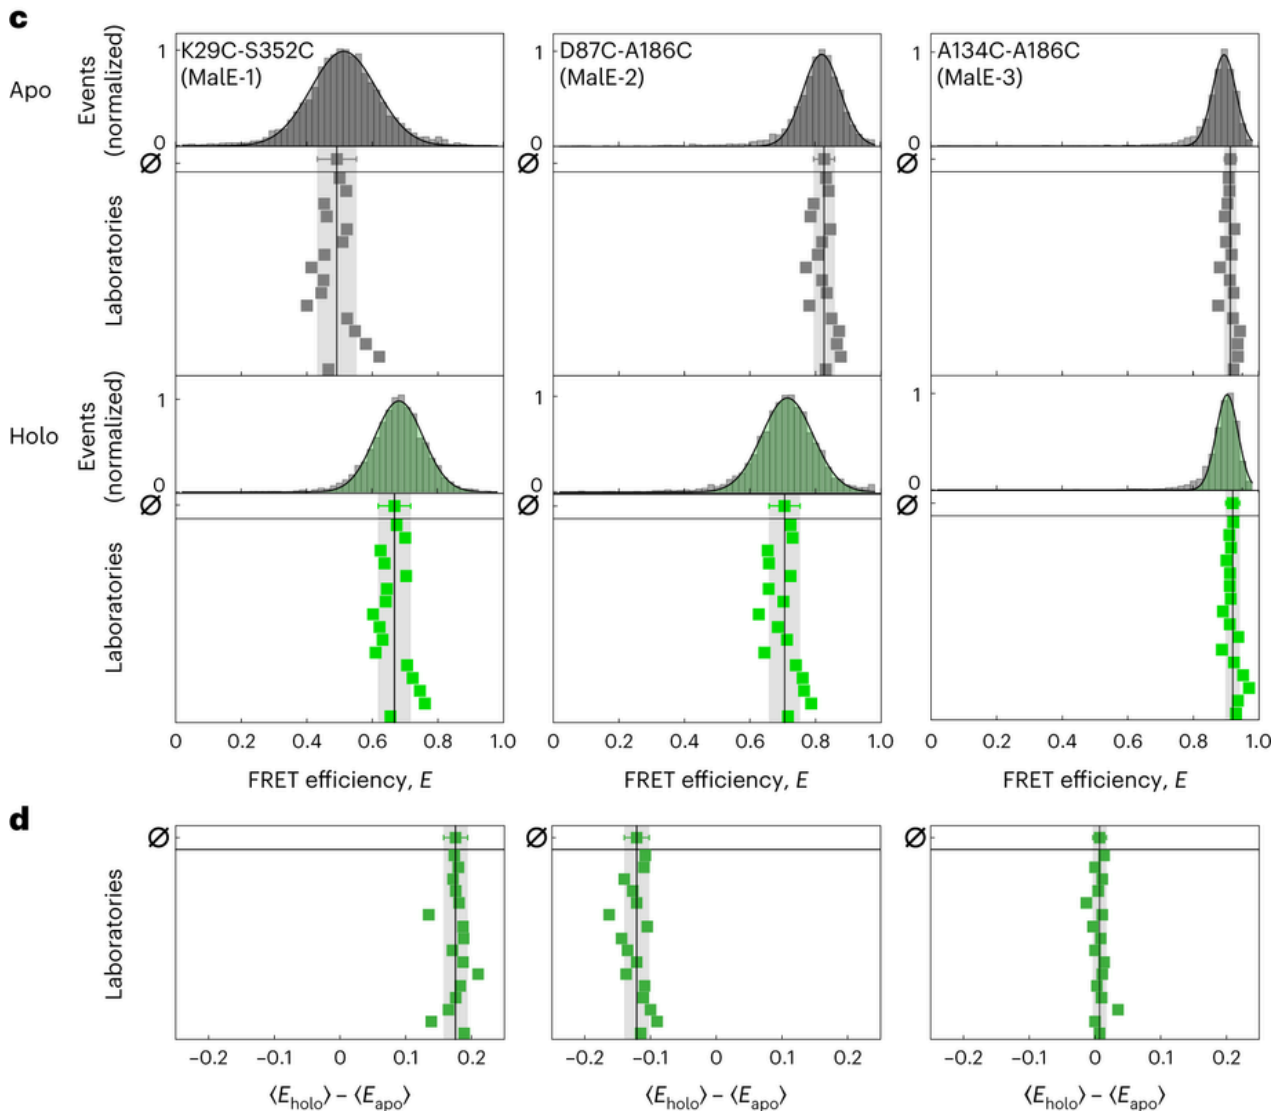 c
K29C-S352C
(MalE-1)
D87C-A186C
(MalE-2)
A134C-A186C
(MalE-3)
Apo
Events
(normalized)
1
0
1
0
1
0
Ø
Ø
Ø
Laboratories
Holo
Events
(normalized)
1
0
1
0
1
0
Ø
Ø
Ø
Laboratories
0 0.2 0.4 0.6 0.8 1.0
0 0.2 0.4 0.6 0.8 1.0
0 0.2 0.4 0.6 0.8 1.0
FRET efficiency, E
FRET efficiency, E
FRET efficiency, E
d
Ø
Ø
Ø
Laboratories
−0.2 −0.1 0 0.1 0.2
−0.2 −0.1 0 0.1 0.2
−0.2 −0.1 0 0.1 0.2
⟨Eholo⟩ – ⟨Eapo⟩
⟨Eholo⟩ – ⟨Eapo⟩
⟨Eholo⟩ – ⟨Eapo⟩